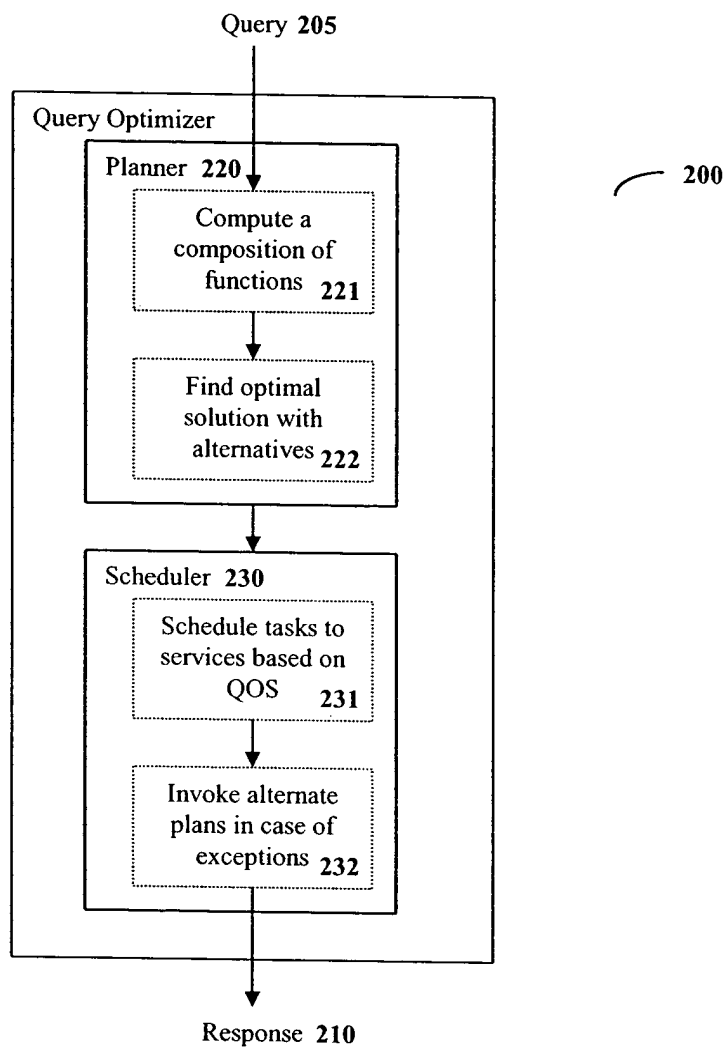 Query 205
Query Optimizer
Planner 220
200
Compute a
composition of
functions 221
Find optimal
solution with
alternatives 222
Scheduler 230
Schedule tasks to
services based on
QOS 231
Invoke alternate
plans in case of
exceptions 232
Response 210